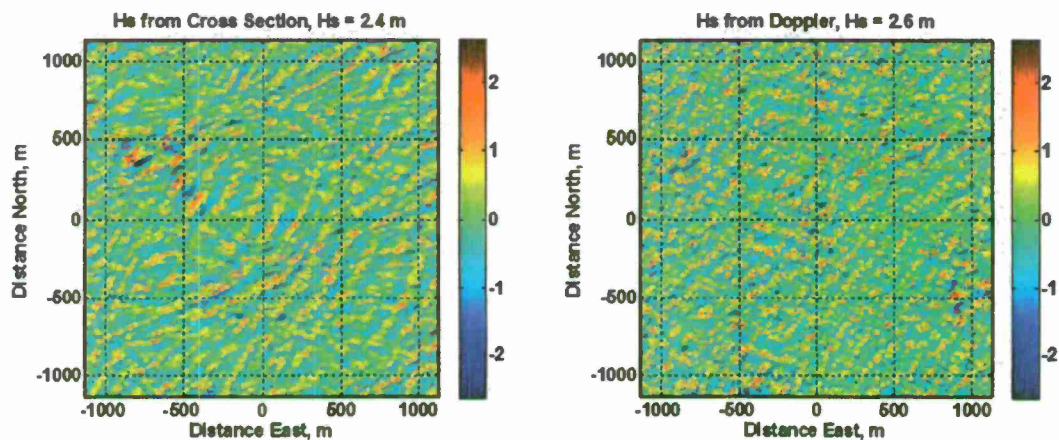 Hs from Cross Section, Hs = 2.4 m
1000
500
0
-500
-1000
Distance North, m
-1000 -500 0 500 1000
Distance East, m
2
1
0
-1
-2
Hs from Doppler, Hs = 2.6 m
1000
500
0
-500
-1000
Distance North, m
-1000 -500 0 500 1000
Distance East, m
2
1
0
-1
-2